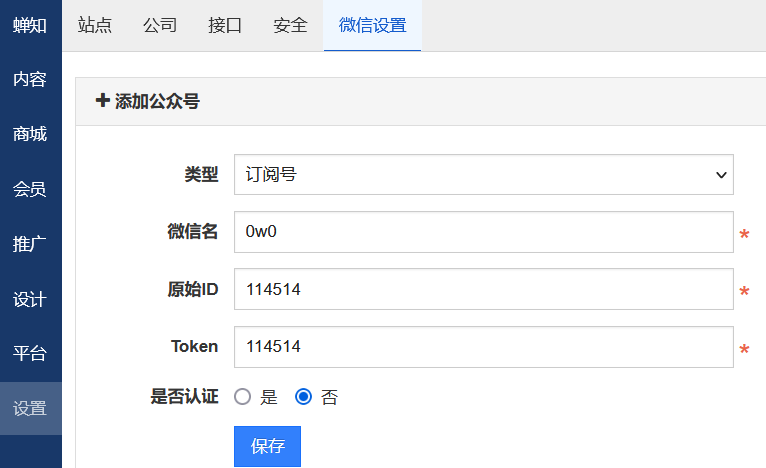 蝉知
站点 公司 接口 安全 微信设置
内容
商城
会员
推广
设计
平台
设置
添加公众号
类型 订阅号
微信名 0w0 *
原始ID 114514 *
Token 114514 *
是否认证 是 否
保存